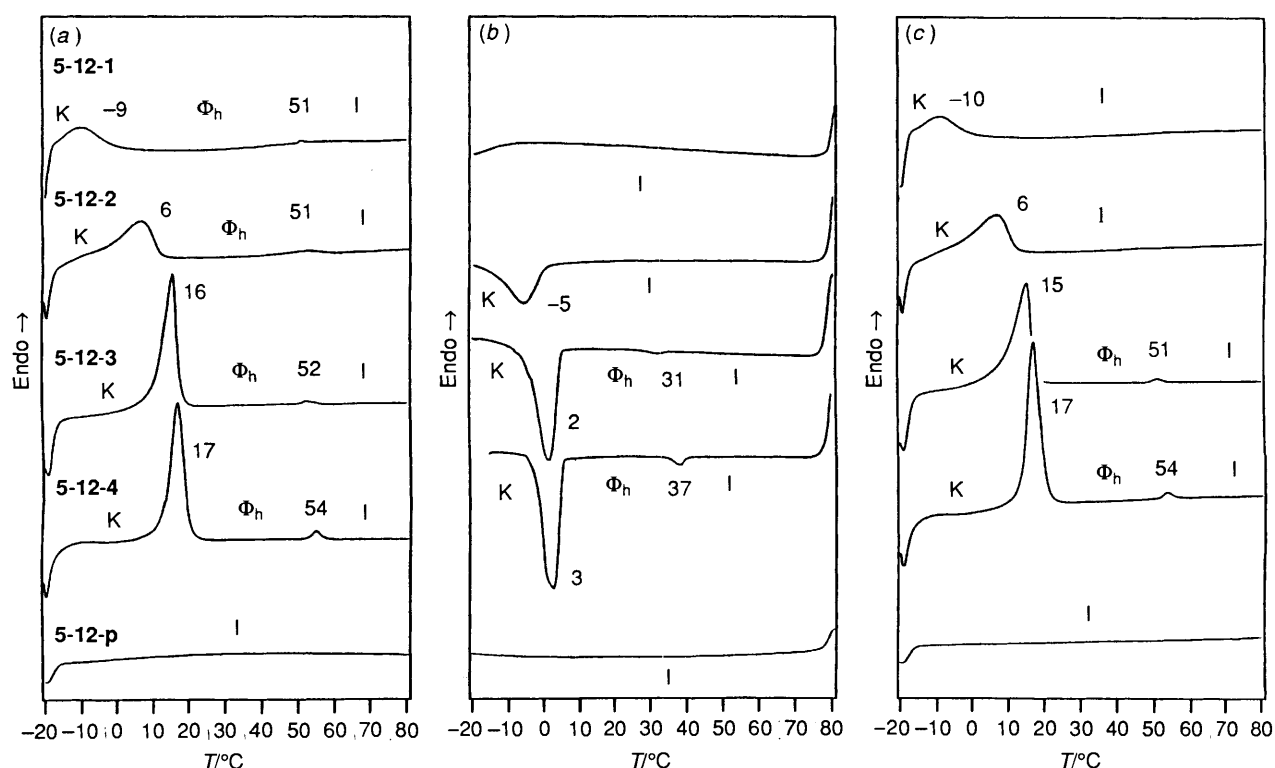 (a)
5-12-1
K −9 Φh 51 I
5-12-2
K 6 Φh 51 I
16
5-12-3
K Φh 52 I
17
5-12-4
K Φh 54 I
5-12-p
I
Endo →
−20 −10 0 10 20 30 40 50 60 70 80
T/°C
(b)
I
K −5 I
K Φh 31 I
2
K Φh 37 I
3
I
Endo →
−20 −10 0 10 20 30 40 50 60 70 80
T/°C
(c)
K −10 I
K 6 I
15
K Φh 51 I
17
K Φh 54 I
I
Endo →
−20 −10 0 10 20 30 40 50 60 70 80
T/°C